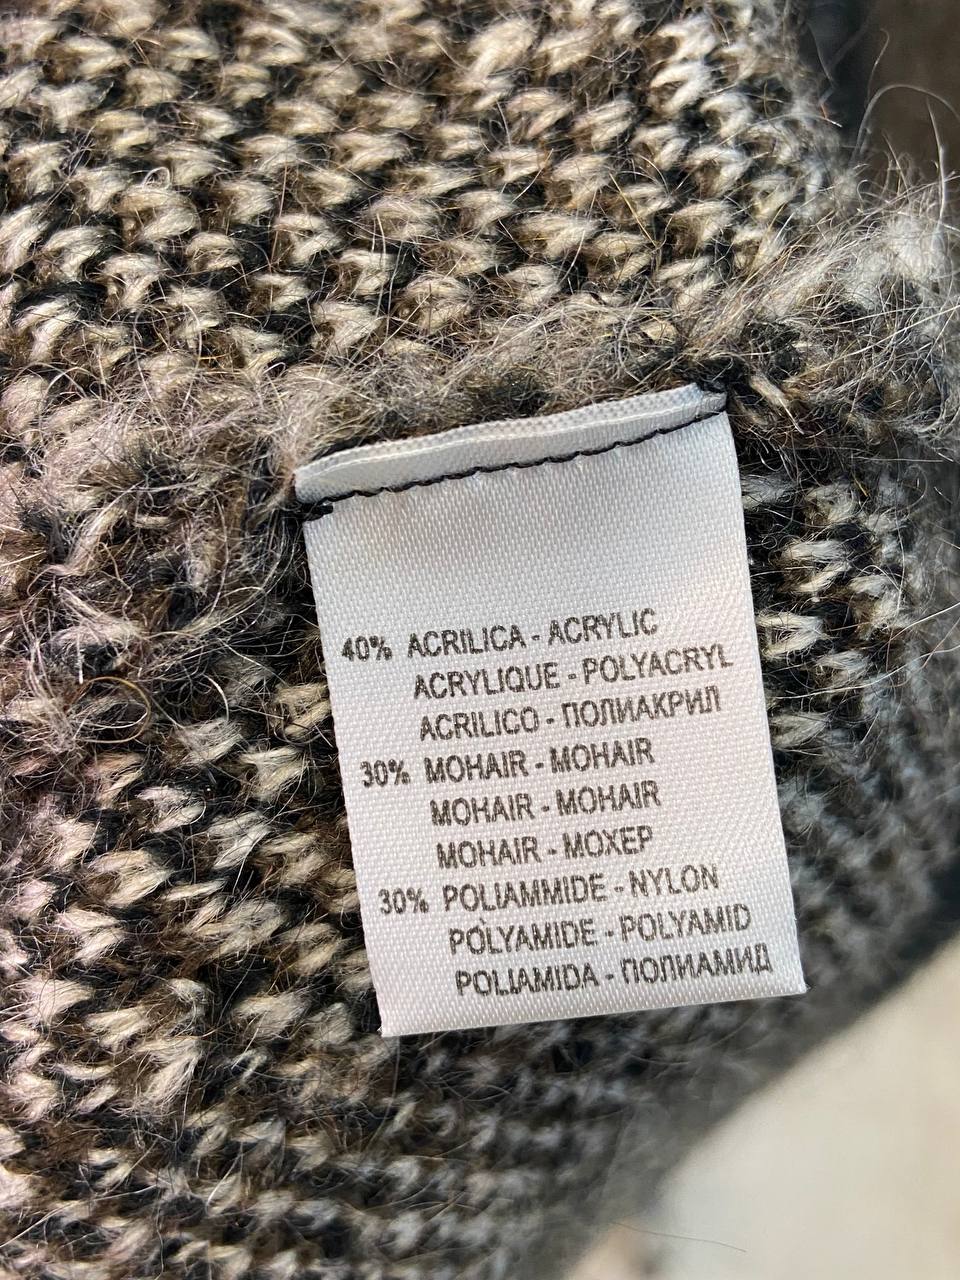 40% ACRILICA - ACRYLIC
ACRYLIQUE - POLYACRYL
ACRILICO - ПОЛИАКРИЛ
30% MOHAIR - MOHAIR
MOHAIR - MOHAIR
MOHAIR - МОХЕР
30% POLIAMMIDE - NYLON
POLYAMIDE - POLYAMID
POLIAMIDA - ПОЛИАМИД